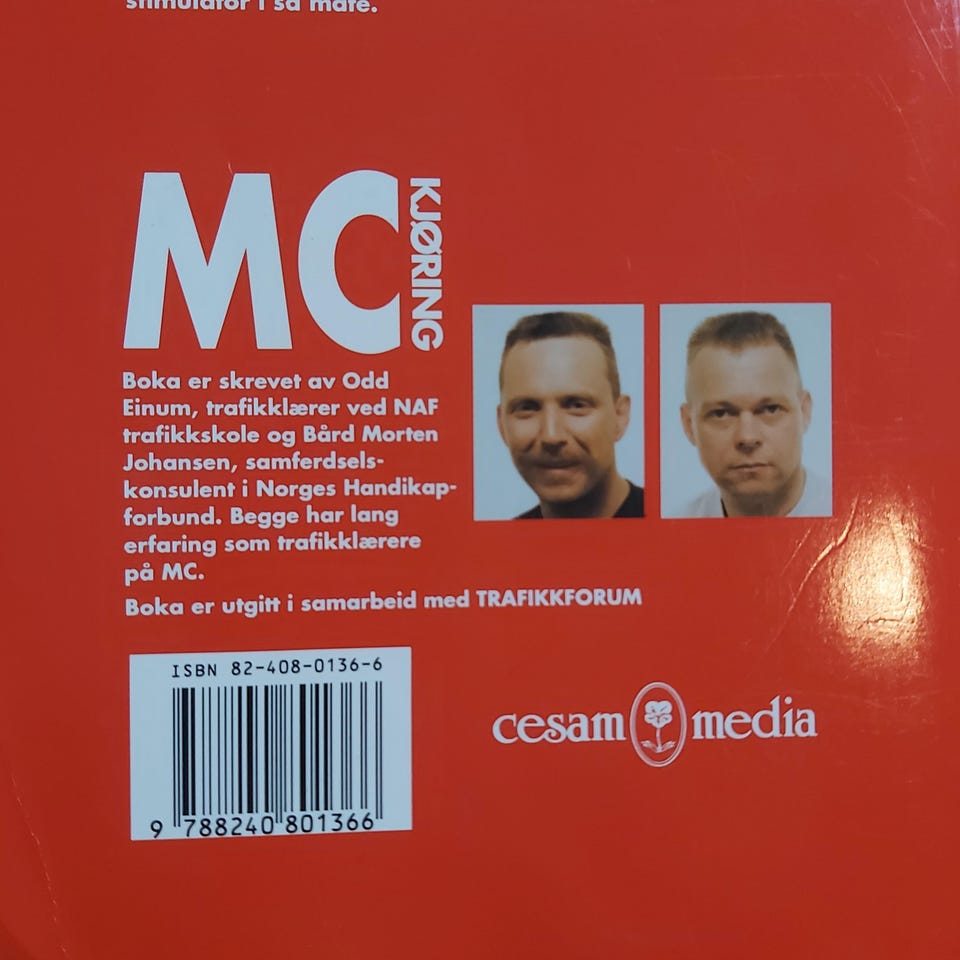 stimulator i så måte.
MC
KJØRING
Boka er skrevet av Odd
Einum, trafikklærer ved NAF
trafikkskole og Bård Morten
Johansen, samferdsels-
konsulent i Norges Handikap-
forbund. Begge har lang
erfaring som trafikklærere
på MC.
Boka er utgitt i samarbeid med TRAFIKKFORUM
ISBN 82-408-0136-6
9 788240 801366
cesam media